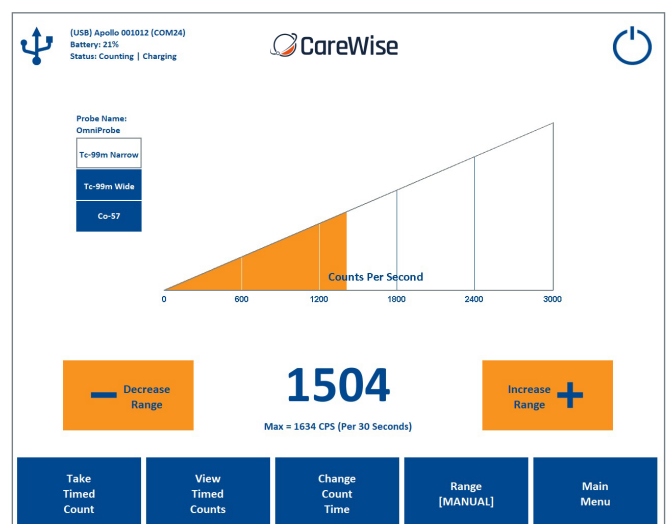 (USB) Apollo 001012 (COM24)
Battery: 21%
Status: Counting | Charging
CareWise
Probe Name:
OmniProbe
Tc-99m Narrow
Tc-99m Wide
Co-57
Counts Per Second
0 600 1200 1800 2400 3000
Decrease
Range
1504
Max = 1634 CPS (Per 30 Seconds)
Increase
Range
Take
Timed
Count
View
Timed
Counts
Change
Count
Time
Range
[MANUAL]
Main
Menu